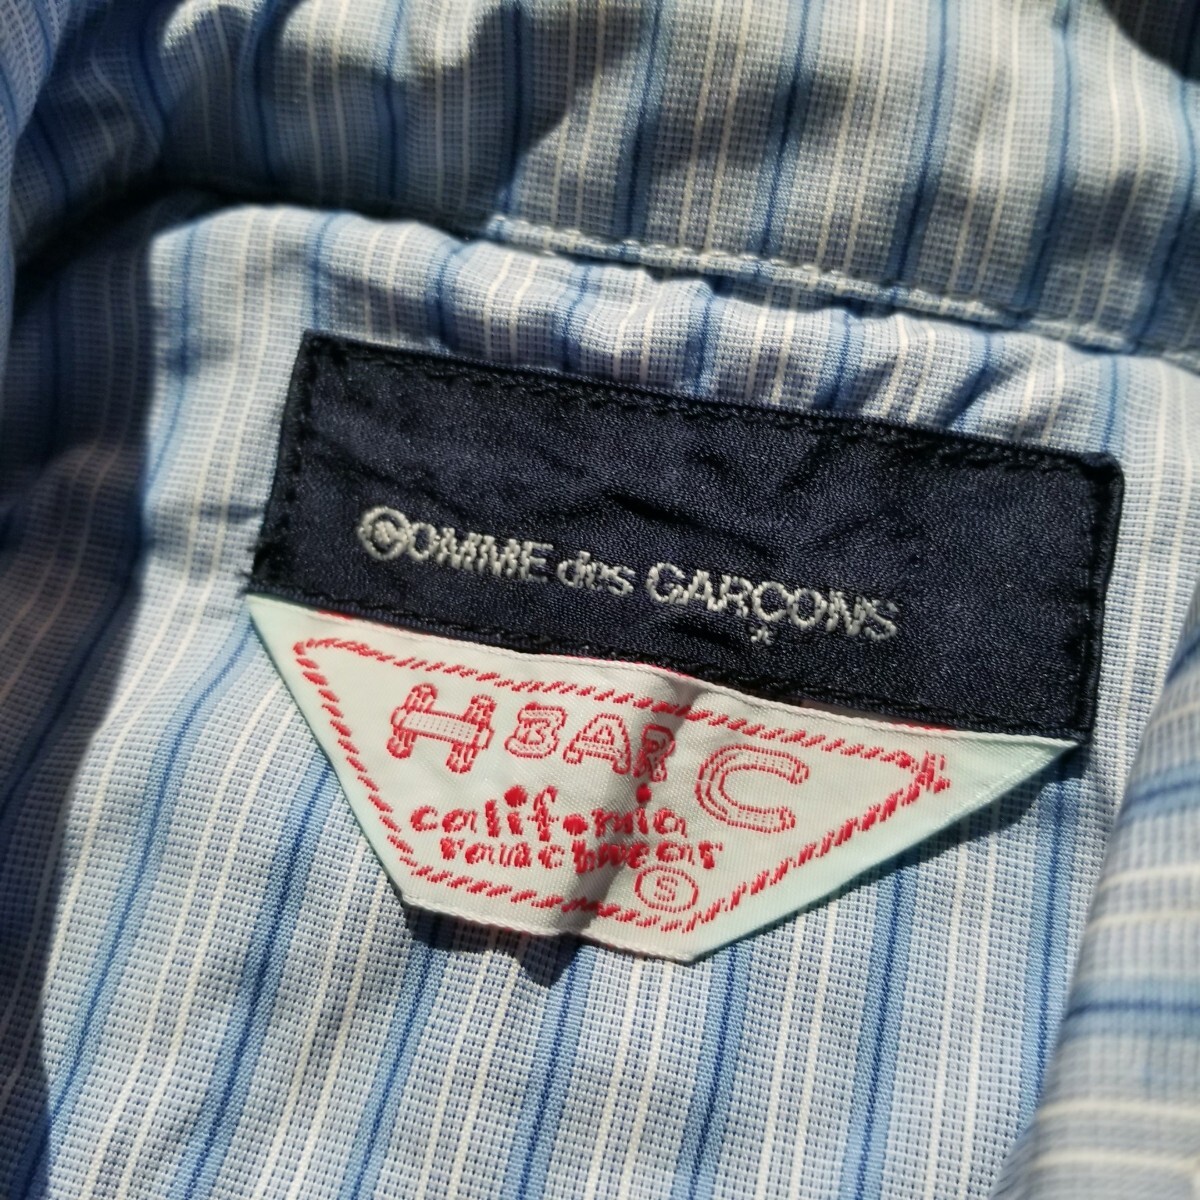 COMME des GARÇONS
H BAR C
california
ranchwear
S